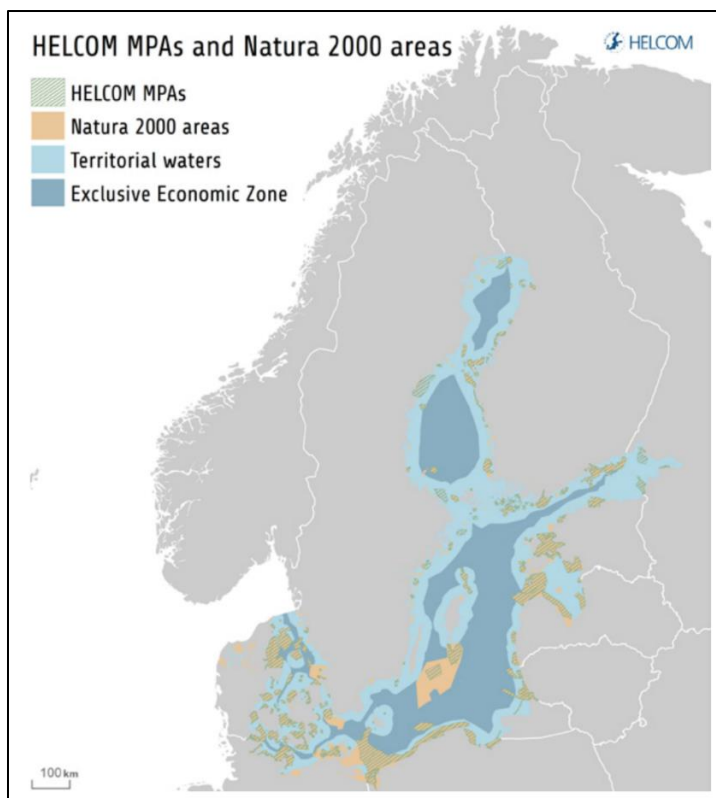 HELCOM MPAs and Natura 2000 areas
HELCOM
HELCOM MPAs
Natura 2000 areas
Territorial waters
Exclusive Economic Zone
100 km